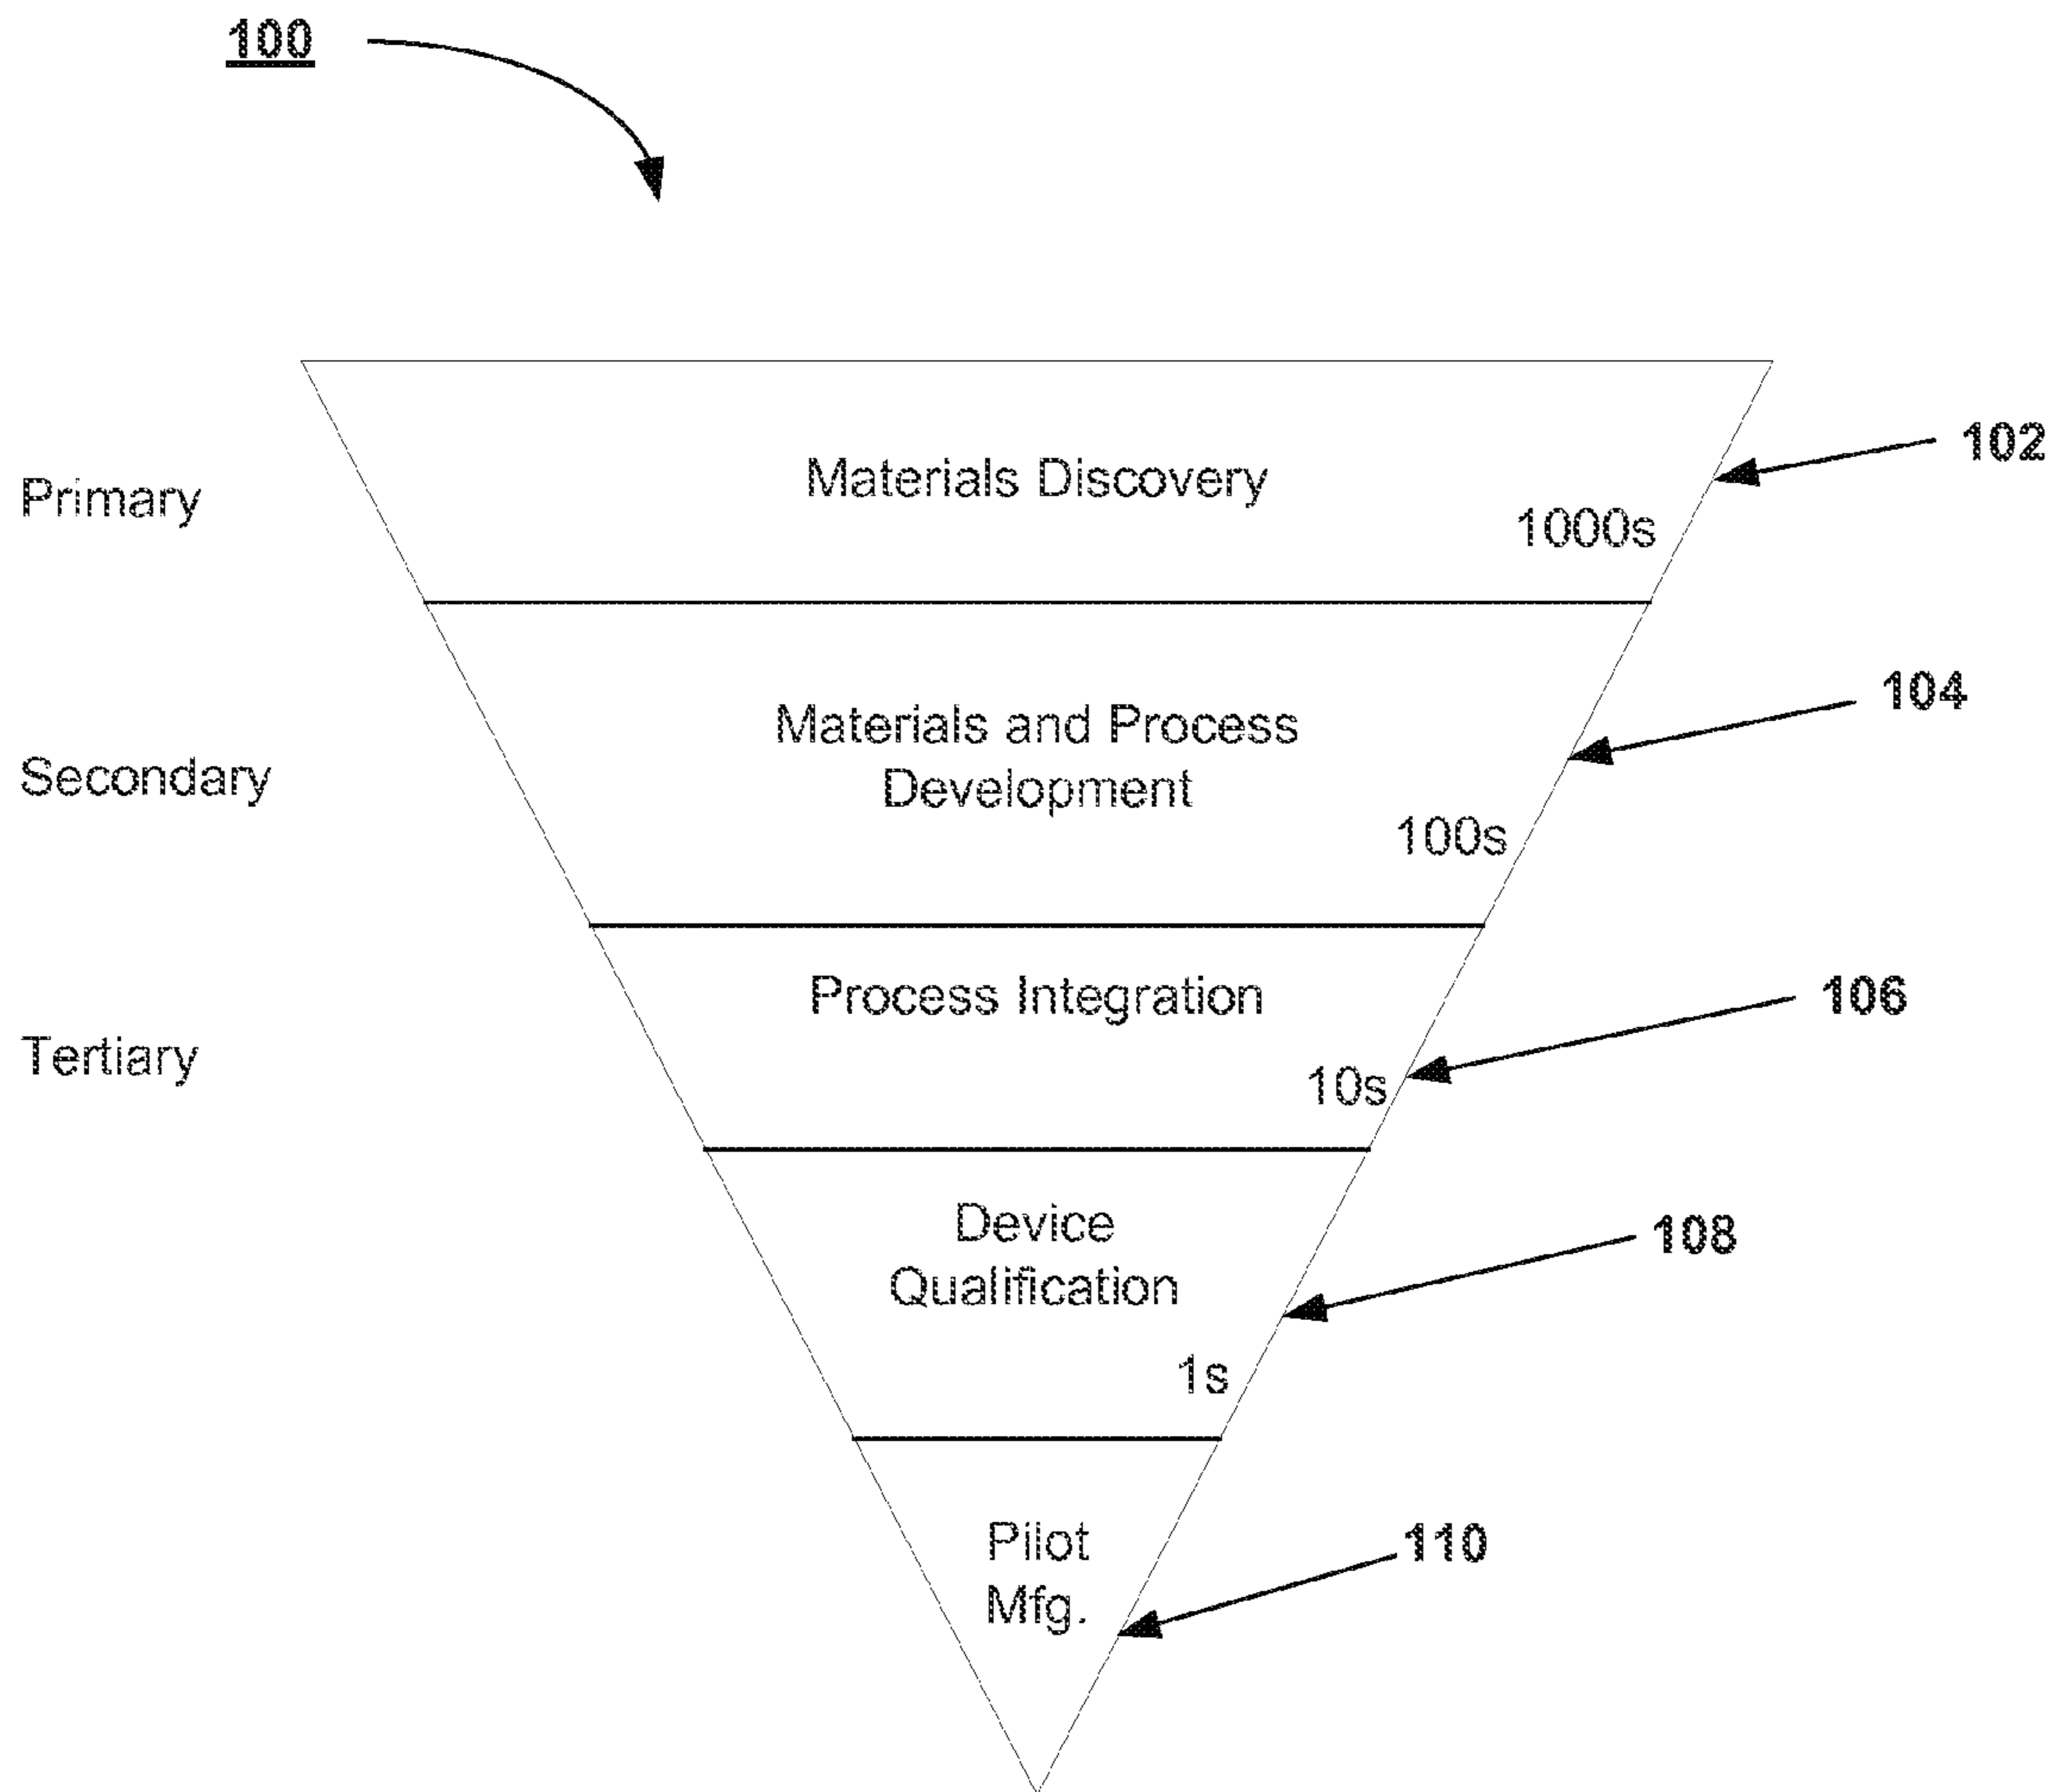 100
Materials Discovery
102
Primary
1000s
Materials and Process
Development
104
Secondary
100s
Process Integration
106
Tertiary
10s
Device
Qualification
108
1s
Pilot
Mfg.
110